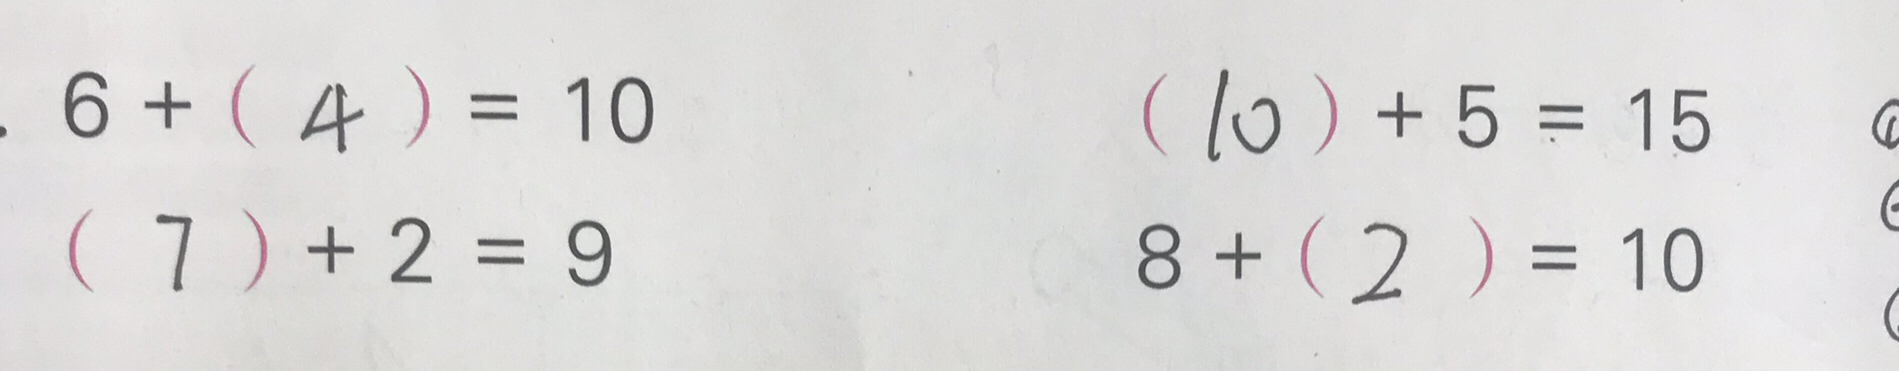 6 + ( 4 ) = 10 ( 10 ) + 5 = 15
( 7 ) + 2 = 9 8 + ( 2 ) = 10